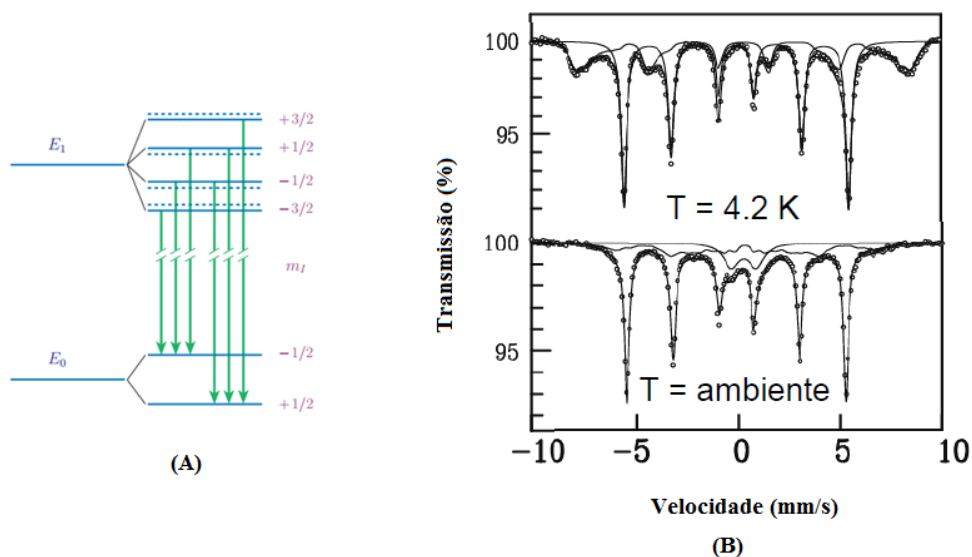 E₁
+3/2
+1/2
−1/2
−3/2
m_I
E₀
−1/2
+1/2
(A)
Transmissão (%)
100
95
T = 4.2 K
100
95
T = ambiente
−10 −5 0 5 10
Velocidade (mm/s)
(B)